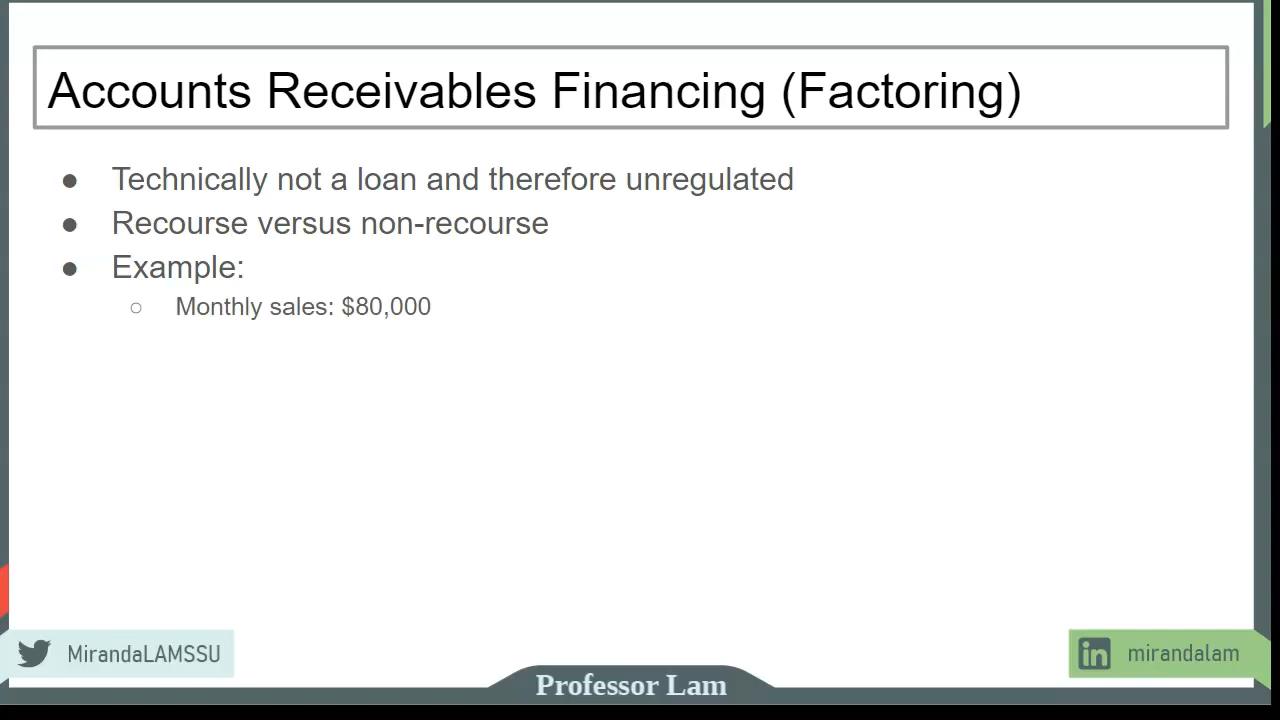 Accounts Receivables Financing (Factoring)
● Technically not a loan and therefore unregulated
● Recourse versus non-recourse
● Example:
○ Monthly sales: $80,000
MirandaLAMSSU
in mirandalam
Professor Lam